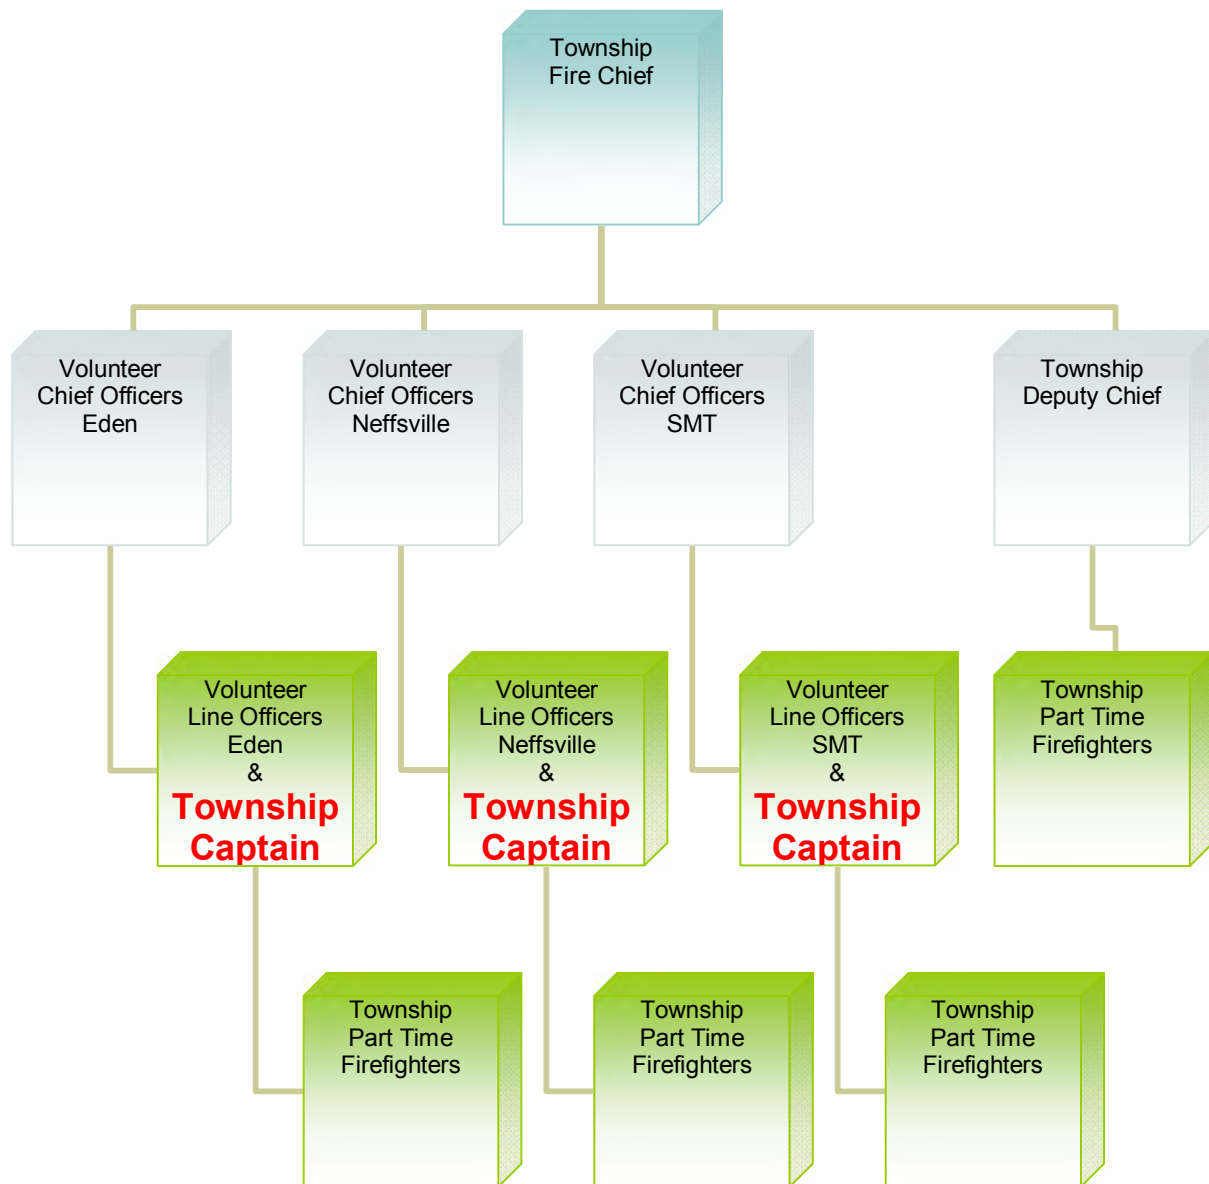 Township
Fire Chief
Volunteer
Chief Officers
Eden
Volunteer
Chief Officers
Neffsville
Volunteer
Chief Officers
SMT
Township
Deputy Chief
Volunteer
Line Officers
Eden
&
Township
Captain
Volunteer
Line Officers
Neffsville
&
Township
Captain
Volunteer
Line Officers
SMT
&
Township
Captain
Township
Part Time
Firefighters
Township
Part Time
Firefighters
Township
Part Time
Firefighters
Township
Part Time
Firefighters